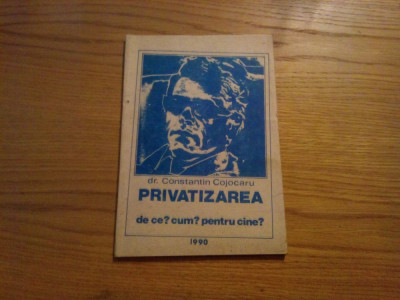 dr. Constantin Cojocaru
PRIVATIZAREA
de ce? cum? pentru cine?
1990